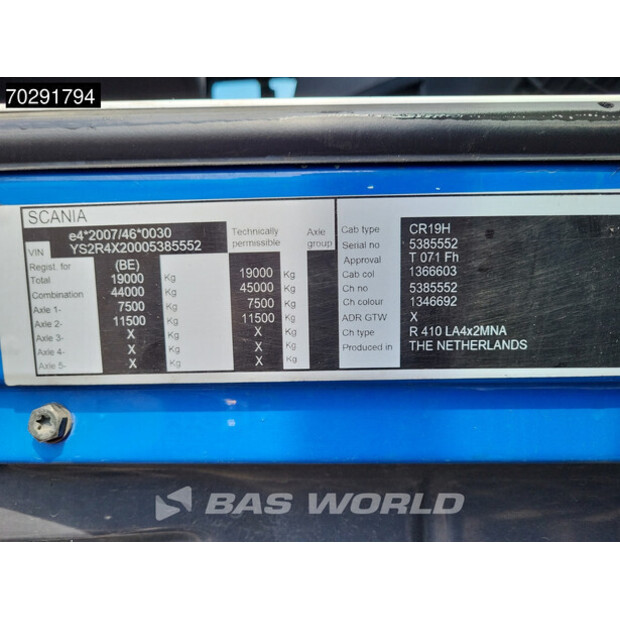 70291794
SCANIA
e4*2007/46*0030
VIN YS2R4X20005385552
Technically permissible
Axie group
Regist. for (BE)
Total 19000 Kg 19000 Kg
Combination 44000 Kg 45000 Kg
Axle 1- 7500 Kg 7500 Kg
Axle 2- 11500 Kg 11500 Kg
Axle 3- X Kg X Kg
Axle 4- X Kg X Kg
Axle 5- X Kg X Kg
Cab type CR19H
Serial no 5385552
Approval T 071 Fh
Cab col 1366603
Ch no 5385552
Ch colour 1346692
ADR GTW X
Ch type R 410 LA4x2MNA
Produced in THE NETHERLANDS
BAS WORLD